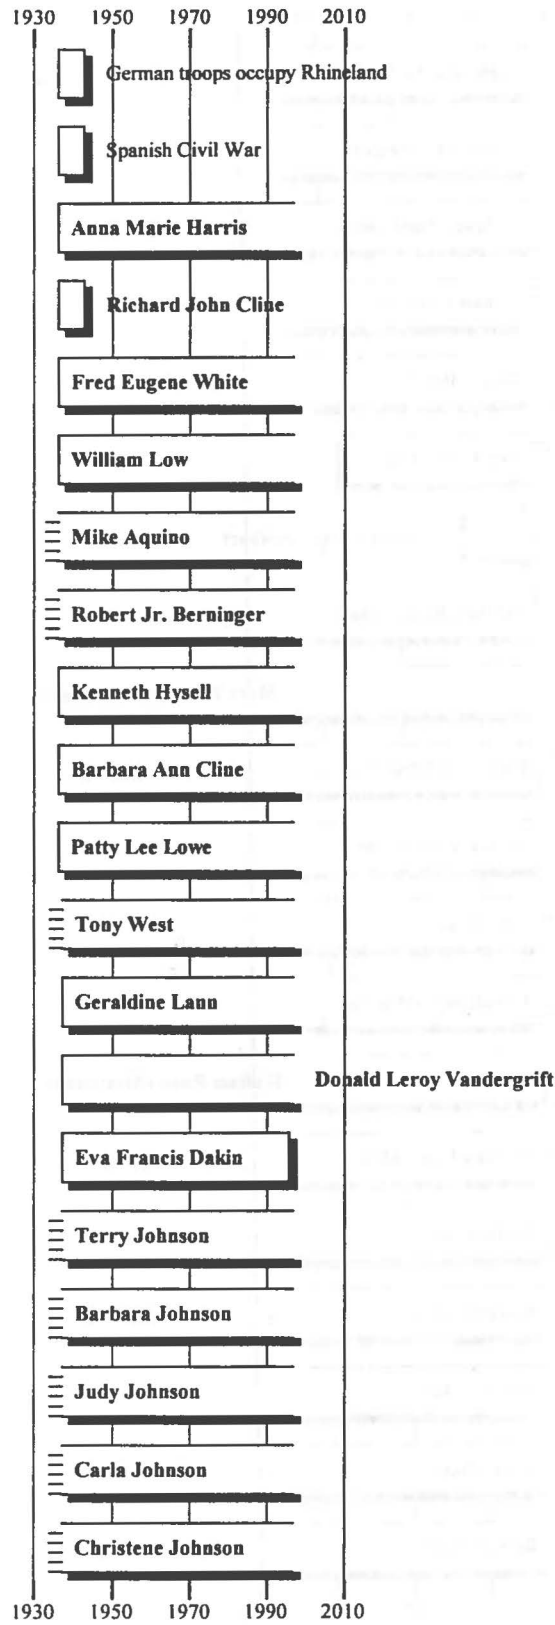 1930 1950 1970 1990 2010
German troops occupy Rhineland
Spanish Civil War
Anna Marie Harris
Richard John Cline
Fred Eugene White
William Low
Mike Aquino
Robert Jr. Berninger
Kenneth Hysell
Barbara Ann Cline
Patty Lee Lowe
Tony West
Geraldine Lann
Donald Leroy Vandergrift
Eva Francis Dakin
Terry Johnson
Barbara Johnson
Judy Johnson
Carla Johnson
Christene Johnson
1930 1950 1970 1990 2010